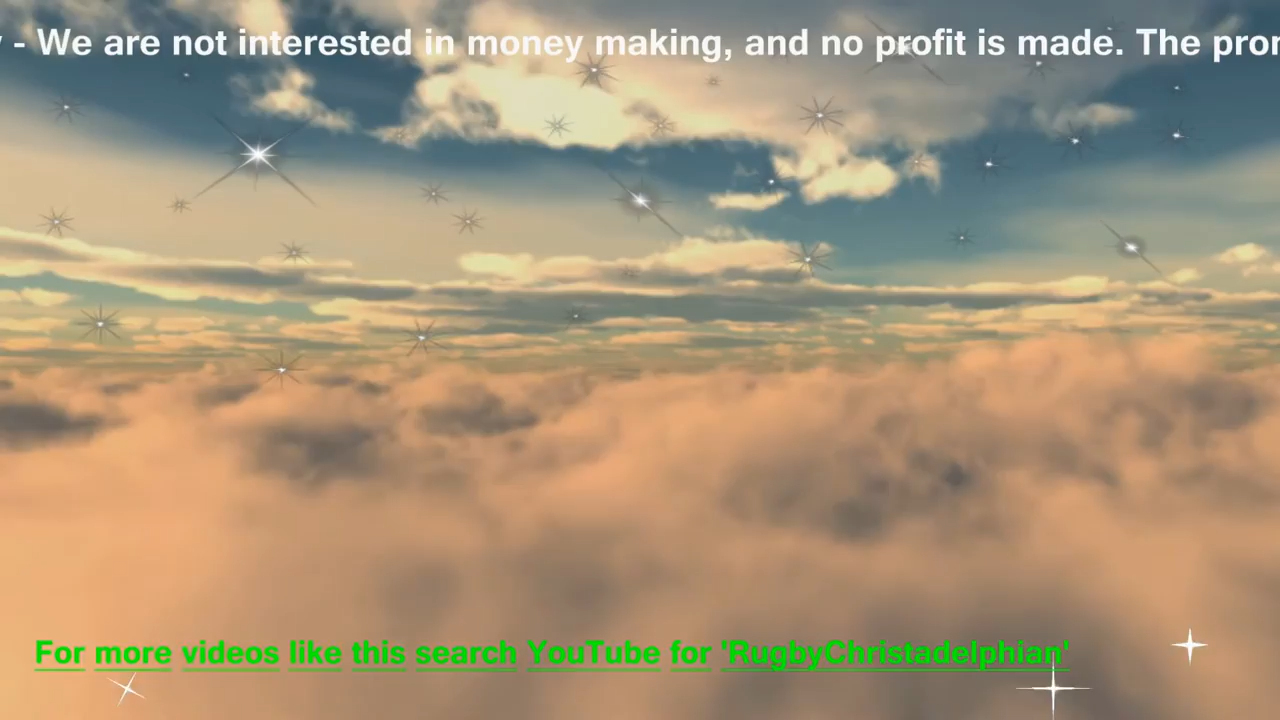 - We are not interested in money making, and no profit is made. The
For more videos like this search YouTube for 'RugbyChristadelphian'